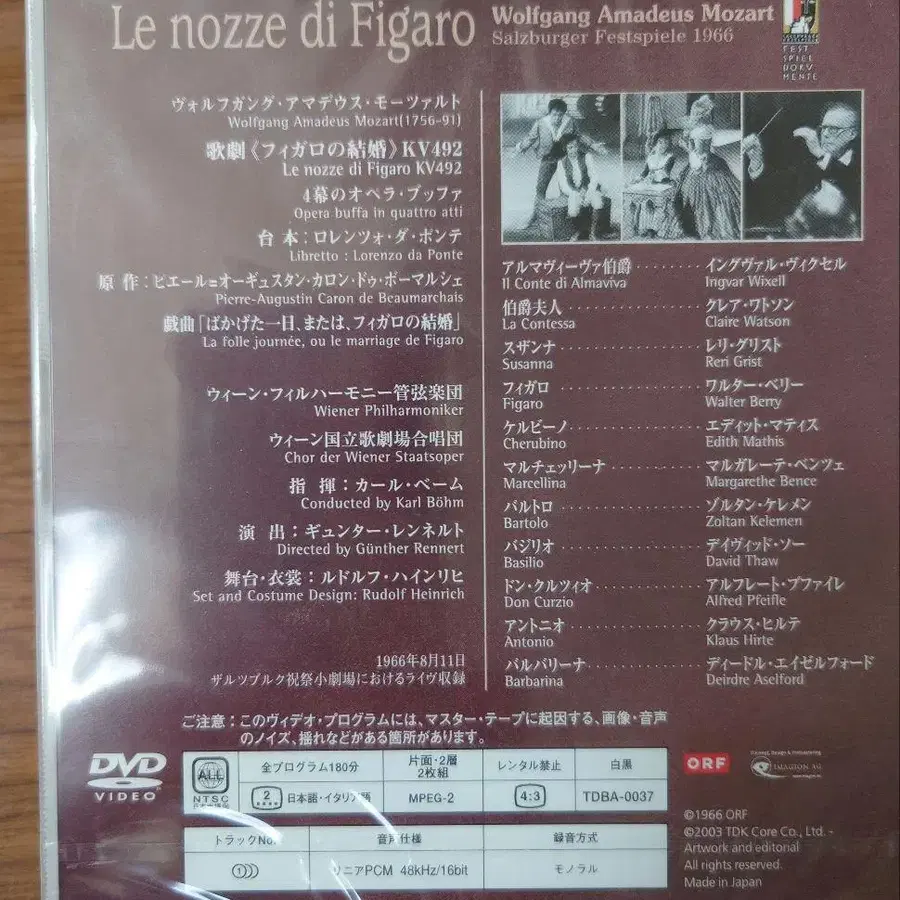 Le nozze di Figaro
Wolfgang Amadeus Mozart
Salzburger Festspiele 1966
FEST
SPIEL
DOKU
MENTE
ヴォルフガング・アマデウス・モーツァルト
Wolfgang Amadeus Mozart(1756-91)
歌劇《フィガロの結婚》KV492
Le nozze di Figaro KV492
4幕のオペラ・ブッファ
Opera buffa in quattro atti
台 本：ロレンツォ・ダ・ポンテ
Libretto : Lorenzo da Ponte
原 作：ピエール=オーギュスタン・カロン・ドゥ・ボーマルシェ
Pierre-Augustin Caron de Beaumarchais
戯曲「ばかげた一日、または、フィガロの結婚」
La folle journée, ou le mariage de Figaro
ウィーン・フィルハーモニー管弦楽団
Wiener Philharmoniker
ウィーン国立歌劇場合唱団
Chor der Wiener Staatsoper
指 揮：カール・ベーム
Conducted by Karl Böhm
演 出：ギュンター・レンネルト
Directed by Günther Rennert
舞台・衣裳：ルドルフ・ハインリヒ
Set and Costume Design: Rudolf Heinrich
1966年8月11日
ザルツブルク祝祭小劇場におけるライヴ収録
アルマヴィーヴァ伯爵 ········ イングヴァル・ヴィクセル
Il Conte di Almaviva Ingvar Wixell
伯爵夫人 ················ クレア・ワトソン
La Contessa Claire Watson
スザンナ ················ レリ・グリスト
Susanna Reri Grist
フィガロ ················ ワルター・ベリー
Figaro Walter Berry
ケルビーノ ··············· エディット・マティス
Cherubino Edith Mathis
マルチェッリーナ ··········· マルガレーテ・ベンツェ
Marcellina Margarethe Bence
バルトロ ················ ゾルタン・ケレメン
Bartolo Zoltan Kelemen
バジリオ ················ デイヴィッド・ソー
Basilio David Thaw
ドン・クルツィオ ··········· アルフレート・プファイレ
Don Curzio Alfred Pfeifle
アントニオ ··············· クラウス・ヒルテ
Antonio Klaus Hirte
バルバリーナ ·············· ディードル・エイゼルフォード
Barbarina Deirdre Aselford
ご注意：このヴィデオ・プログラムには、マスター・テープに起因する、画像・音声
のノイズ、揺れなどがある箇所があります。
DVD
VIDEO
ALL
NTSC
日本市場向
全プログラム180分
片面・2層
2枚組
レンタル禁止
白黒
2 日本語・イタリア語
MPEG-2
4:3
TDBA-0037
トラックNo.
音声仕様
録音方式
1
リニアPCM 48kHz/16bit
モノラル
ORF
IMAGION AG
©1966 ORF
©2003 TDK Core Co., Ltd. -
Artwork and editonal
All rights reserved.
Made in Japan